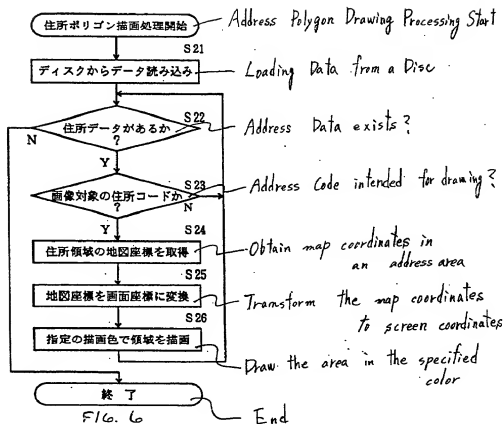 住所ポリゴン描画処理開始
Address Polygon Drawing Processing Start
S21
ディスクからデータ読み込み
Loading Data from a Disc
S22
住所データがあるか
?
N
Y
Address Data exists?
S23
画像対象の住所コードか
?
N
Y
Address Code intended for drawing?
S24
住所領域の地図座標を取得
Obtain map coordinates in
an address area
S25
地図座標を画面座標に変換
Transform the map coordinates
to screen coordinates
S26
指定の描画色で領域を描画
Draw the area in the specified
color
終了
End
FIG. 6